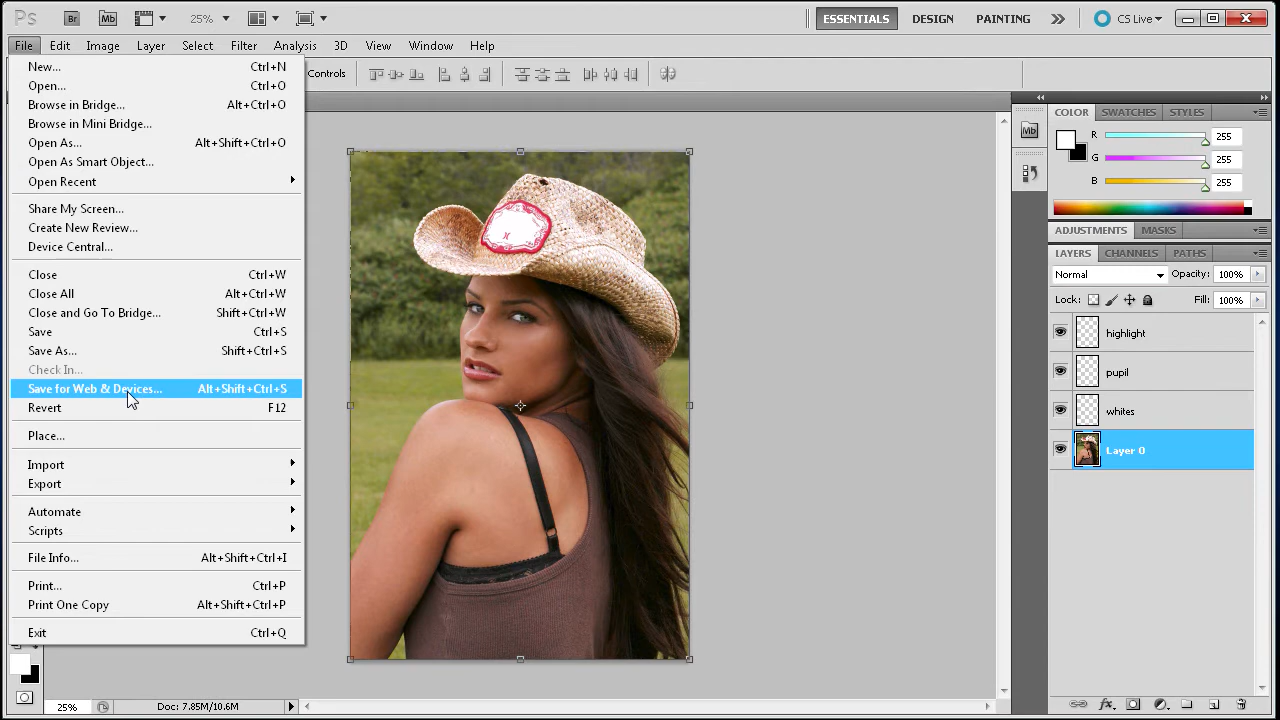 Ps Br Mb 25% ESSENTIALS DESIGN PAINTING CS Live
File Edit Image Layer Select Filter Analysis 3D View Window Help
Controls
New... Ctrl+N
Open... Ctrl+O
Browse in Bridge... Alt+Ctrl+O
Browse in Mini Bridge...
Open As... Alt+Shift+Ctrl+O
Open As Smart Object...
Open Recent
Share My Screen...
Create New Review...
Device Central...
Close Ctrl+W
Close All Alt+Ctrl+W
Close and Go To Bridge... Shift+Ctrl+W
Save Ctrl+S
Save As... Shift+Ctrl+S
Check In...
Save for Web & Devices... Alt+Shift+Ctrl+S
Revert F12
Place...
Import
Export
Automate
Scripts
File Info... Alt+Shift+Ctrl+I
Print... Ctrl+P
Print One Copy Alt+Shift+Ctrl+P
Exit Ctrl+Q
Mb
COLOR SWATCHES STYLES
R 255
G 255
B 255
ADJUSTMENTS MASKS
LAYERS CHANNELS PATHS
Normal Opacity: 100%
Lock: Fill: 100%
highlight
pupil
whites
Layer 0
fx
25% Doc: 7.85M/10.6M